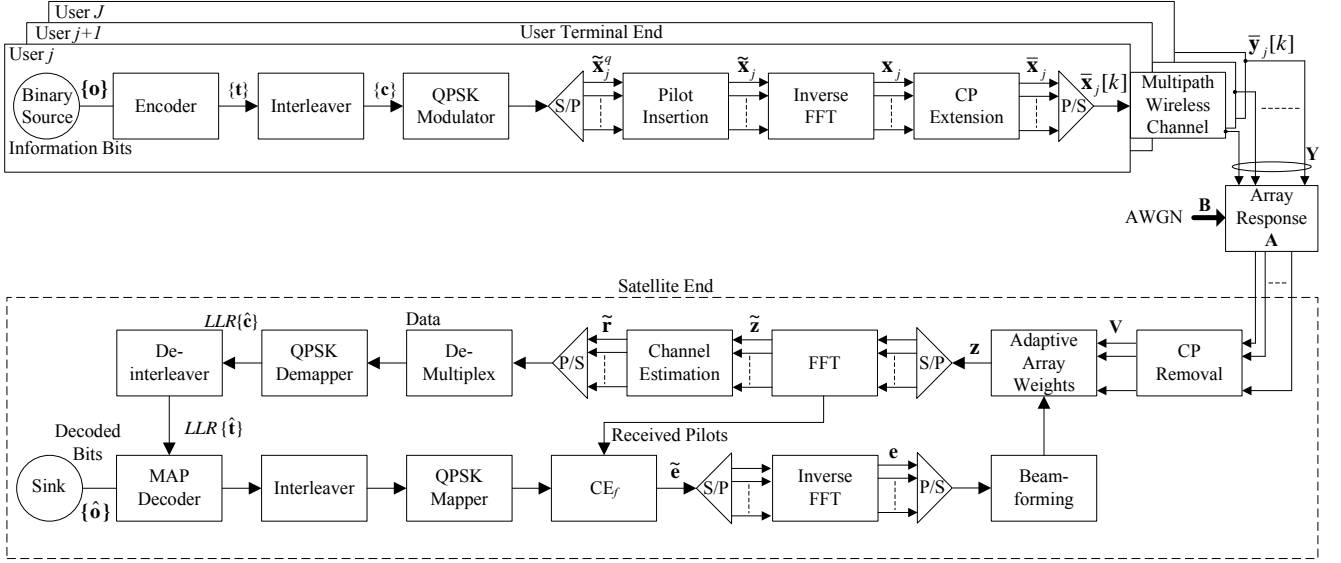 User J
User j+1
User Terminal End
User j
Binary
Source
{o}
Information Bits
Encoder
{t}
Interleaver
{c}
QPSK
Modulator
S/P
x̃_j^q
Pilot
Insertion
x̃_j
Inverse
FFT
x_j
CP
Extension
x̄_j
P/S
x̄_j[k]
Multipath
Wireless
Channel
ȳ_j[k]
Y
AWGN
B
Array
Response
A
Satellite End
LLR{ĉ}
De-
interleaver
QPSK
Demapper
Data
De-
Multiplex
P/S
r̃
Channel
Estimation
z̃
FFT
S/P
z
Adaptive
Array
Weights
V
CP
Removal
LLR{t̂}
Received Pilots
Decoded
Bits
Sink
{ô}
MAP
Decoder
Interleaver
QPSK
Mapper
CE_f
ẽ
S/P
Inverse
FFT
e
P/S
Beam-
forming